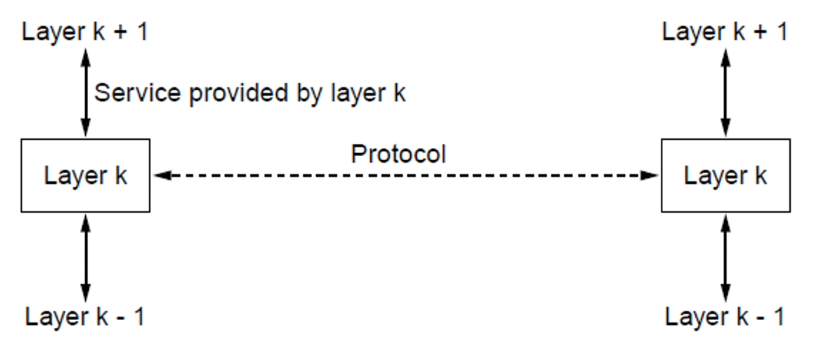 Layer k + 1
Layer k + 1
Service provided by layer k
Protocol
Layer k
Layer k
Layer k - 1
Layer k - 1